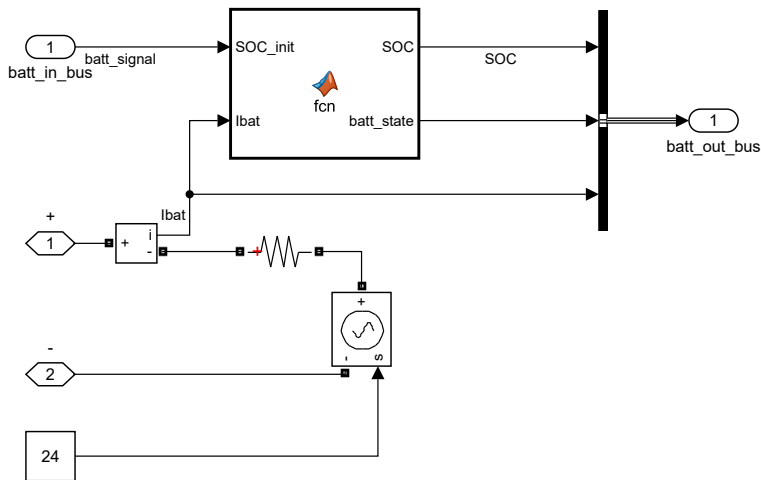 1
batt_in_bus
batt_signal
SOC_init
SOC
fcn
Ibat
batt_state
SOC
1
batt_out_bus
Ibat
+
1
+
i
-
+
+
-
s
-
2
24